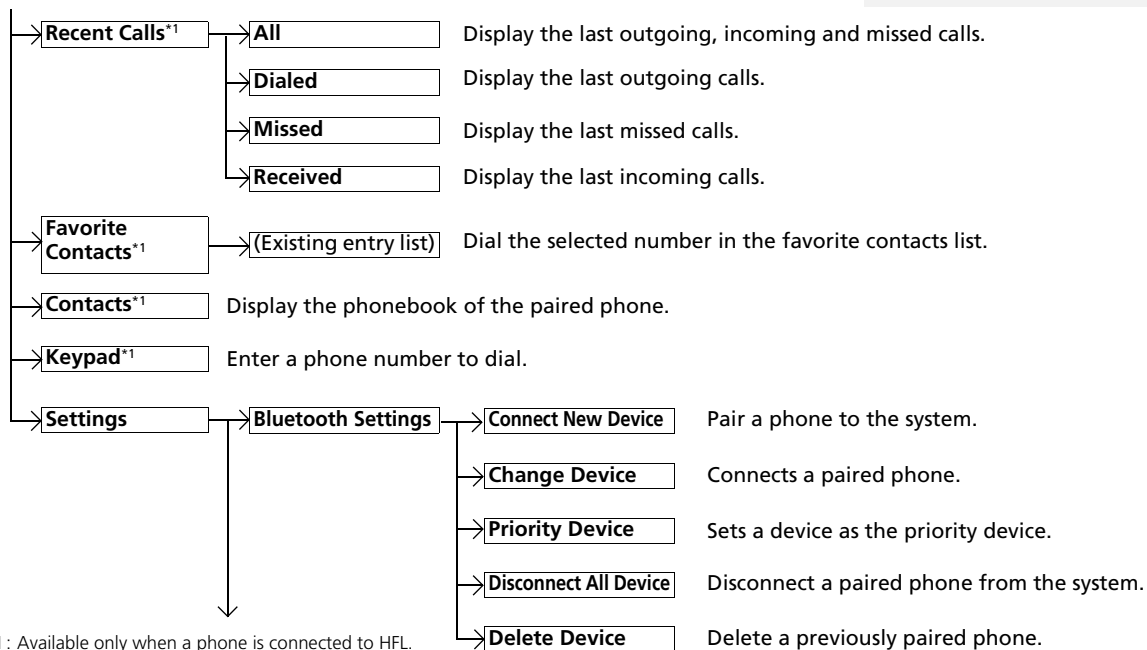 Recent Calls*1 All Display the last outgoing, incoming and missed calls.
Dialed Display the last outgoing calls.
Missed Display the last missed calls.
Received Display the last incoming calls.
Favorite
Contacts*1
(Existing entry list) Dial the selected number in the favorite contacts list.
Contacts*1 Display the phonebook of the paired phone.
Keypad*1 Enter a phone number to dial.
Settings Bluetooth Settings Connect New Device Pair a phone to the system.
Change Device Connects a paired phone.
Priority Device Sets a device as the priority device.
Disconnect All Device Disconnect a paired phone from the system.
Delete Device Delete a previously paired phone.
: Available only when a phone is connected to HFL.